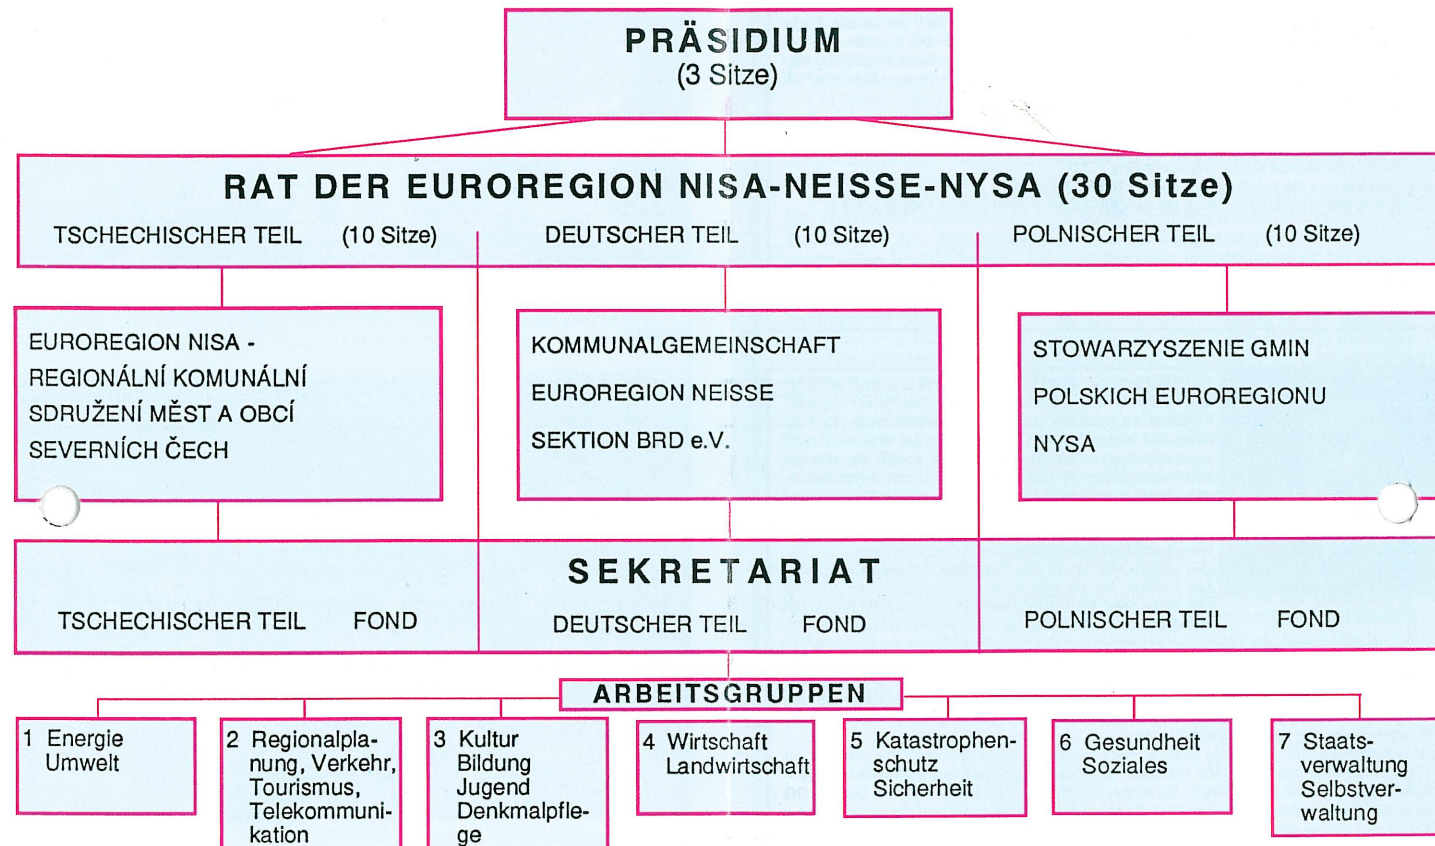 PRÄSIDIUM
(3 Sitze)
RAT DER EUROREGION NISA-NEISSE-NYSA (30 Sitze)
TSCHECHISCHER TEIL (10 Sitze)
DEUTSCHER TEIL (10 Sitze)
POLNISCHER TEIL (10 Sitze)
EUROREGION NISA -
REGIONÁLNÍ KOMUNÁLNÍ
SDRUŽENÍ MĚST A OBCÍ
SEVERNÍCH ČECH
KOMMUNALGEMEINSCHAFT
EUROREGION NEISSE
SEKTION BRD e.V.
STOWARZYSZENIE GMIN
POLSKICH EUROREGIONU
NYSA
SEKRETARIAT
TSCHECHISCHER TEIL FOND
DEUTSCHER TEIL FOND
POLNISCHER TEIL FOND
ARBEITSGRUPPEN
1 Energie
Umwelt
2 Regionalpla-
nung, Verkehr,
Tourismus,
Telekommuni-
kation
3 Kultur
Bildung
Jugend
Denkmalpfle-
ge
4 Wirtschaft
Landwirtschaft
5 Katastrophen-
schutz
Sicherheit
6 Gesundheit
Soziales
7 Staats-
verwaltung
Selbstver-
waltung